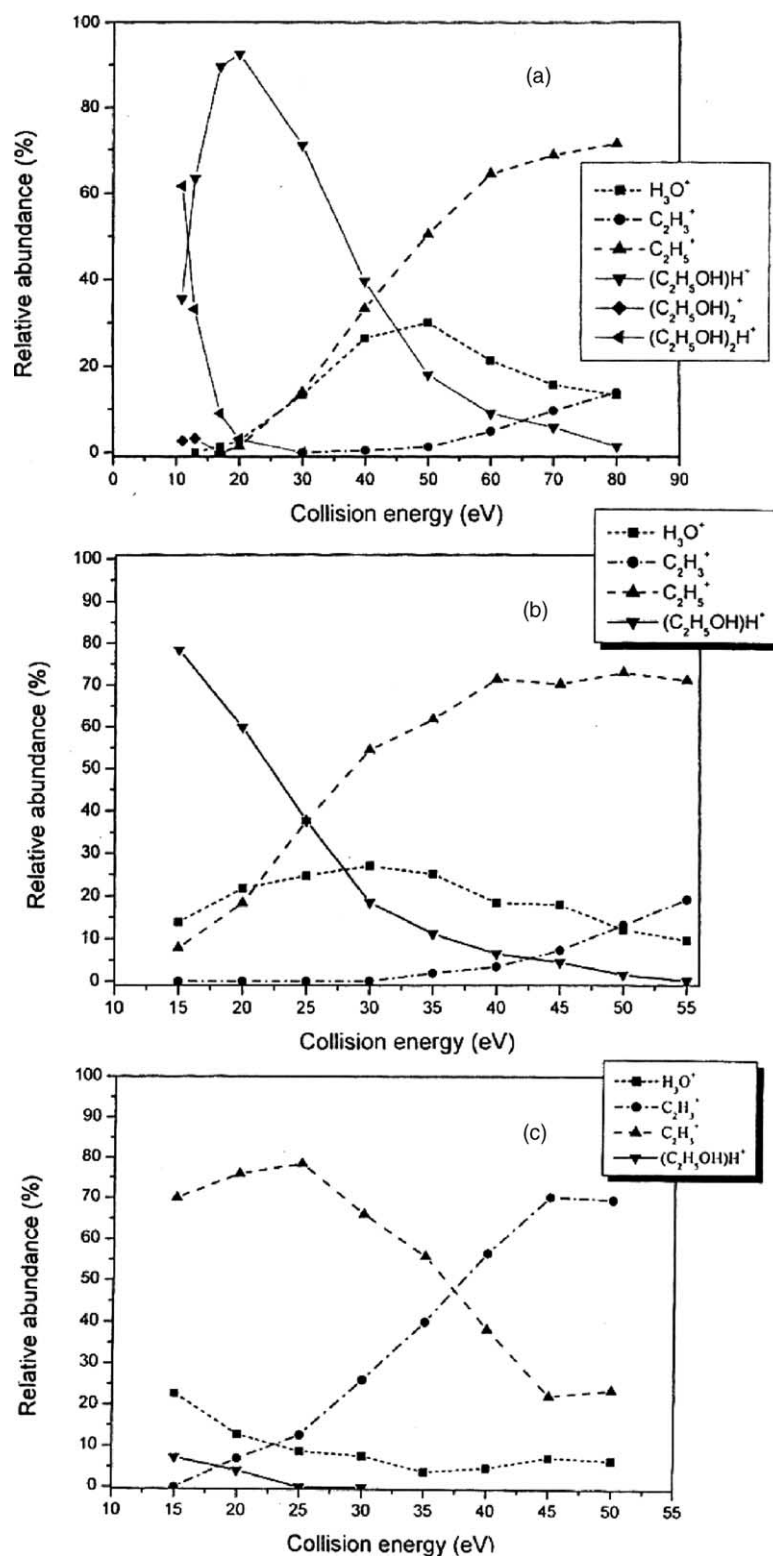 100
80
60
40
20
0
Relative abundance (%)
(a)
H₃O⁺
C₂H₃⁺
C₂H₅⁺
(C₂H₅OH)H⁺
(C₂H₅OH)₂⁺
(C₂H₅OH)₂H⁺
0 10 20 30 40 50 60 70 80 90
Collision energy (eV)
100
90
80
70
60
50
40
30
20
10
0
Relative abundance (%)
(b)
H₃O⁺
C₂H₃⁺
C₂H₅⁺
(C₂H₅OH)H⁺
10 15 20 25 30 35 40 45 50 55
Collision energy (eV)
100
90
80
70
60
50
40
30
20
10
0
Relative abundance (%)
(c)
H₃O⁺
C₂H₃⁺
C₂H₅⁺
(C₂H₅OH)H⁺
10 15 20 25 30 35 40 45 50 55
Collision energy (eV)